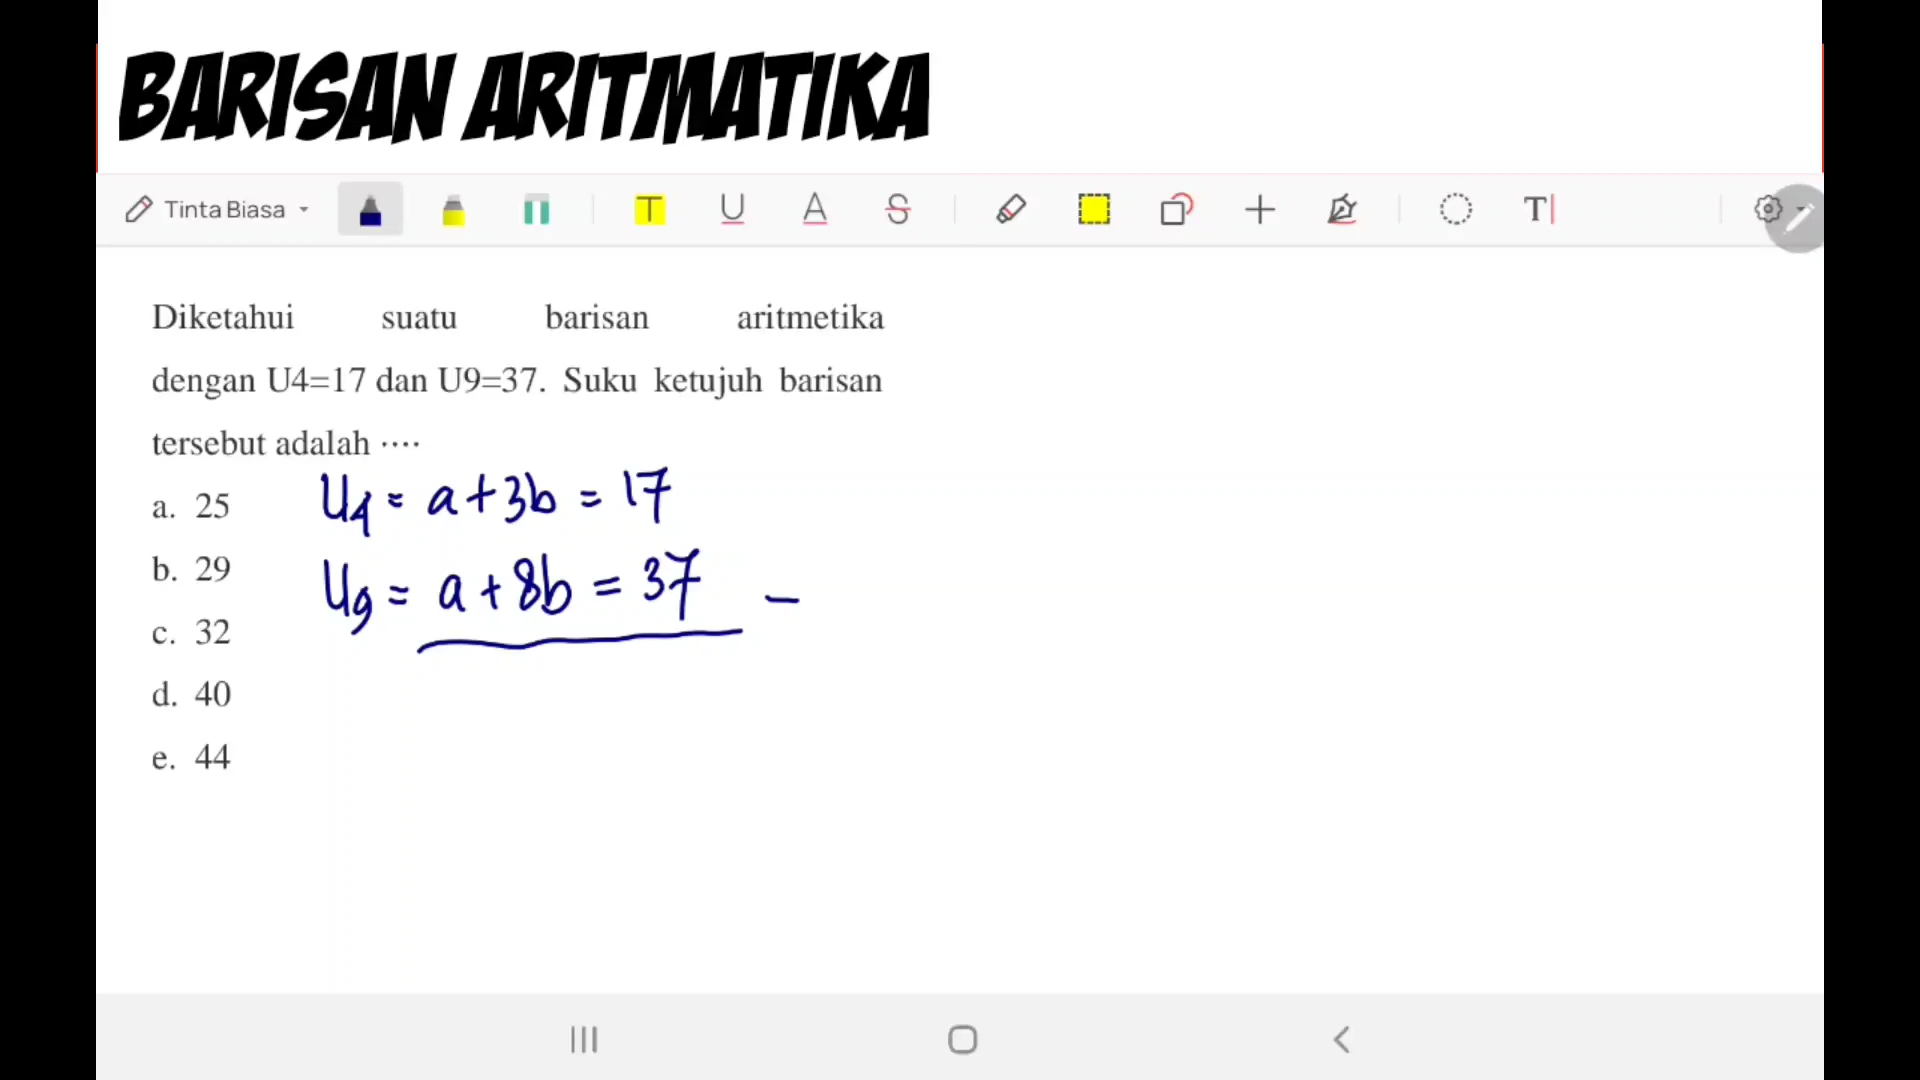 BARISAN ARITMATIKA
Tinta Biasa
Diketahui suatu barisan aritmetika
dengan U4=17 dan U9=37. Suku ketujuh barisan
tersebut adalah ····
a. 25
b. 29
c. 32
d. 40
e. 44
U4 = a+3b = 17
U9 = a+8b = 37 –